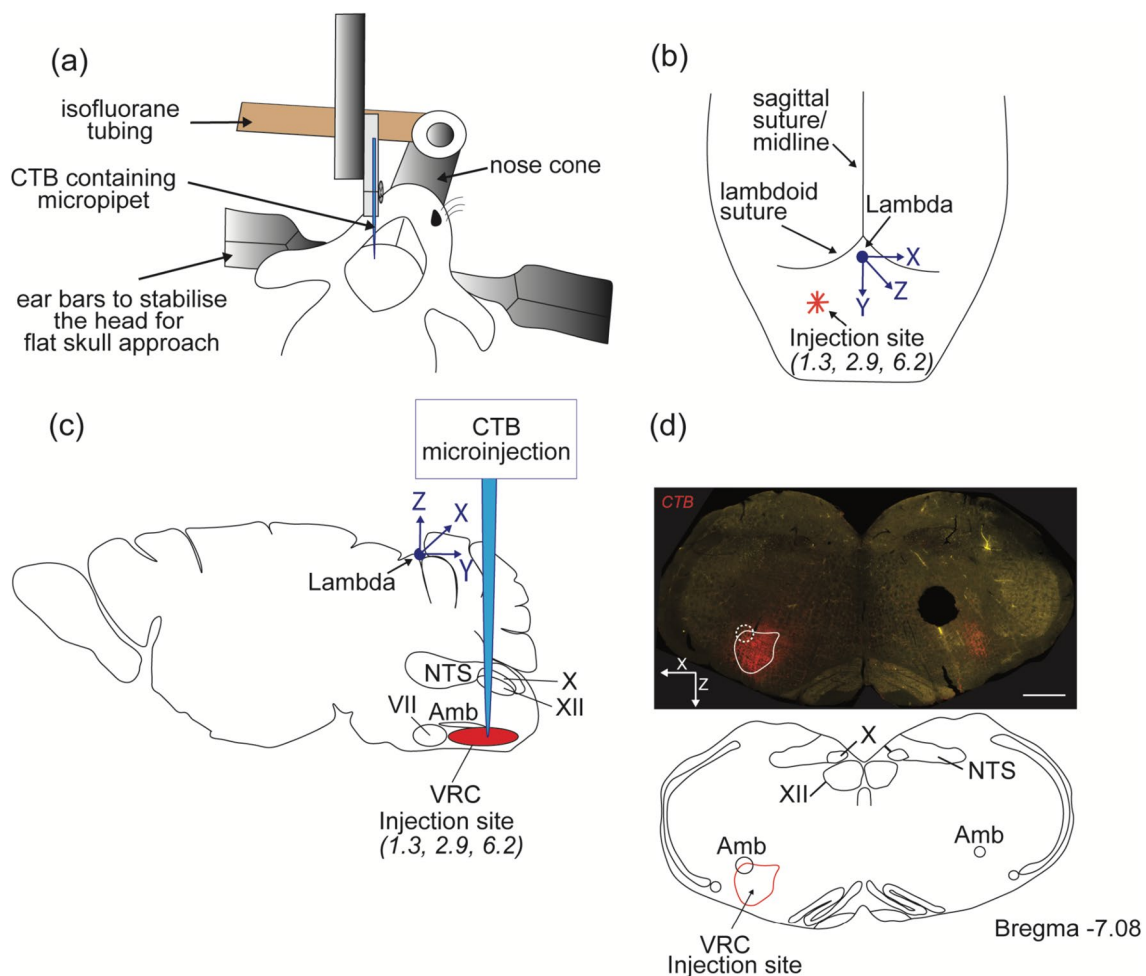 (a)
isofluorane
tubing
CTB containing
micropipet
nose cone
ear bars to stabilise
the head for
flat skull approach
(b)
sagittal
suture/
midline
lambdoid
suture
Lambda
X
Z
Y
Injection site
(1.3, 2.9, 6.2)
(c)
CTB
microinjection
Z
X
Y
Lambda
NTS
X
XII
VII
Amb
VRC
Injection site
(1.3, 2.9, 6.2)
(d)
CTB
X
Z
X
NTS
XII
Amb
Amb
VRC
Injection site
Bregma -7.08